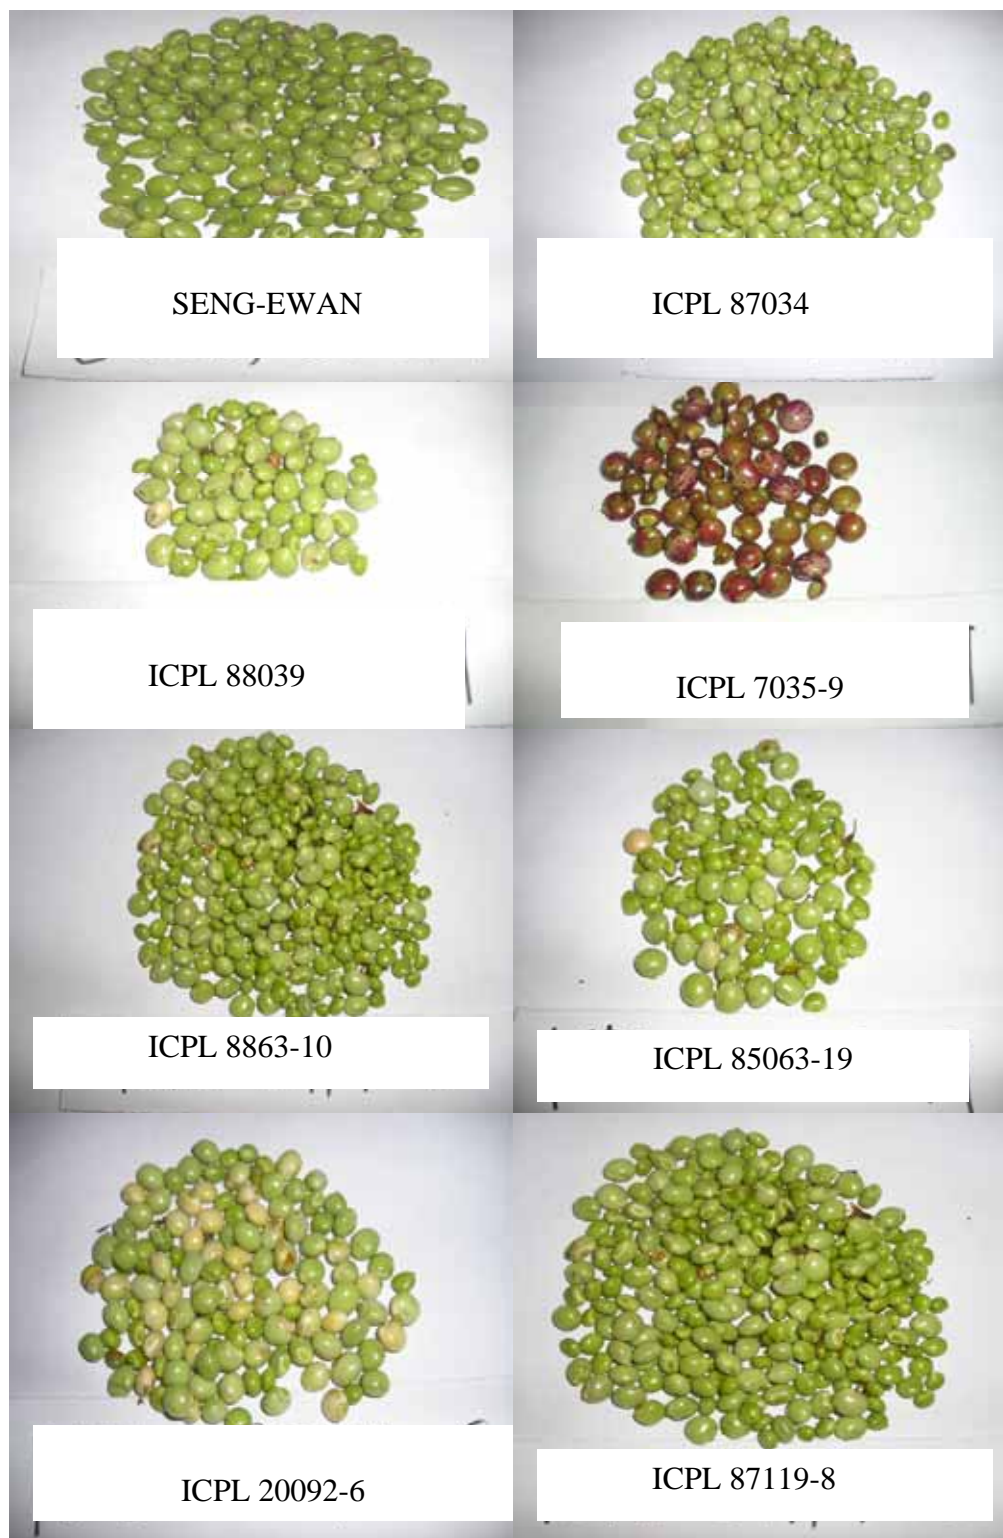 SENG-EWAN
ICPL 87034
ICPL 88039
ICPL 7035-9
ICPL 8863-10
ICPL 85063-19
ICPL 20092-6
ICPL 87119-8